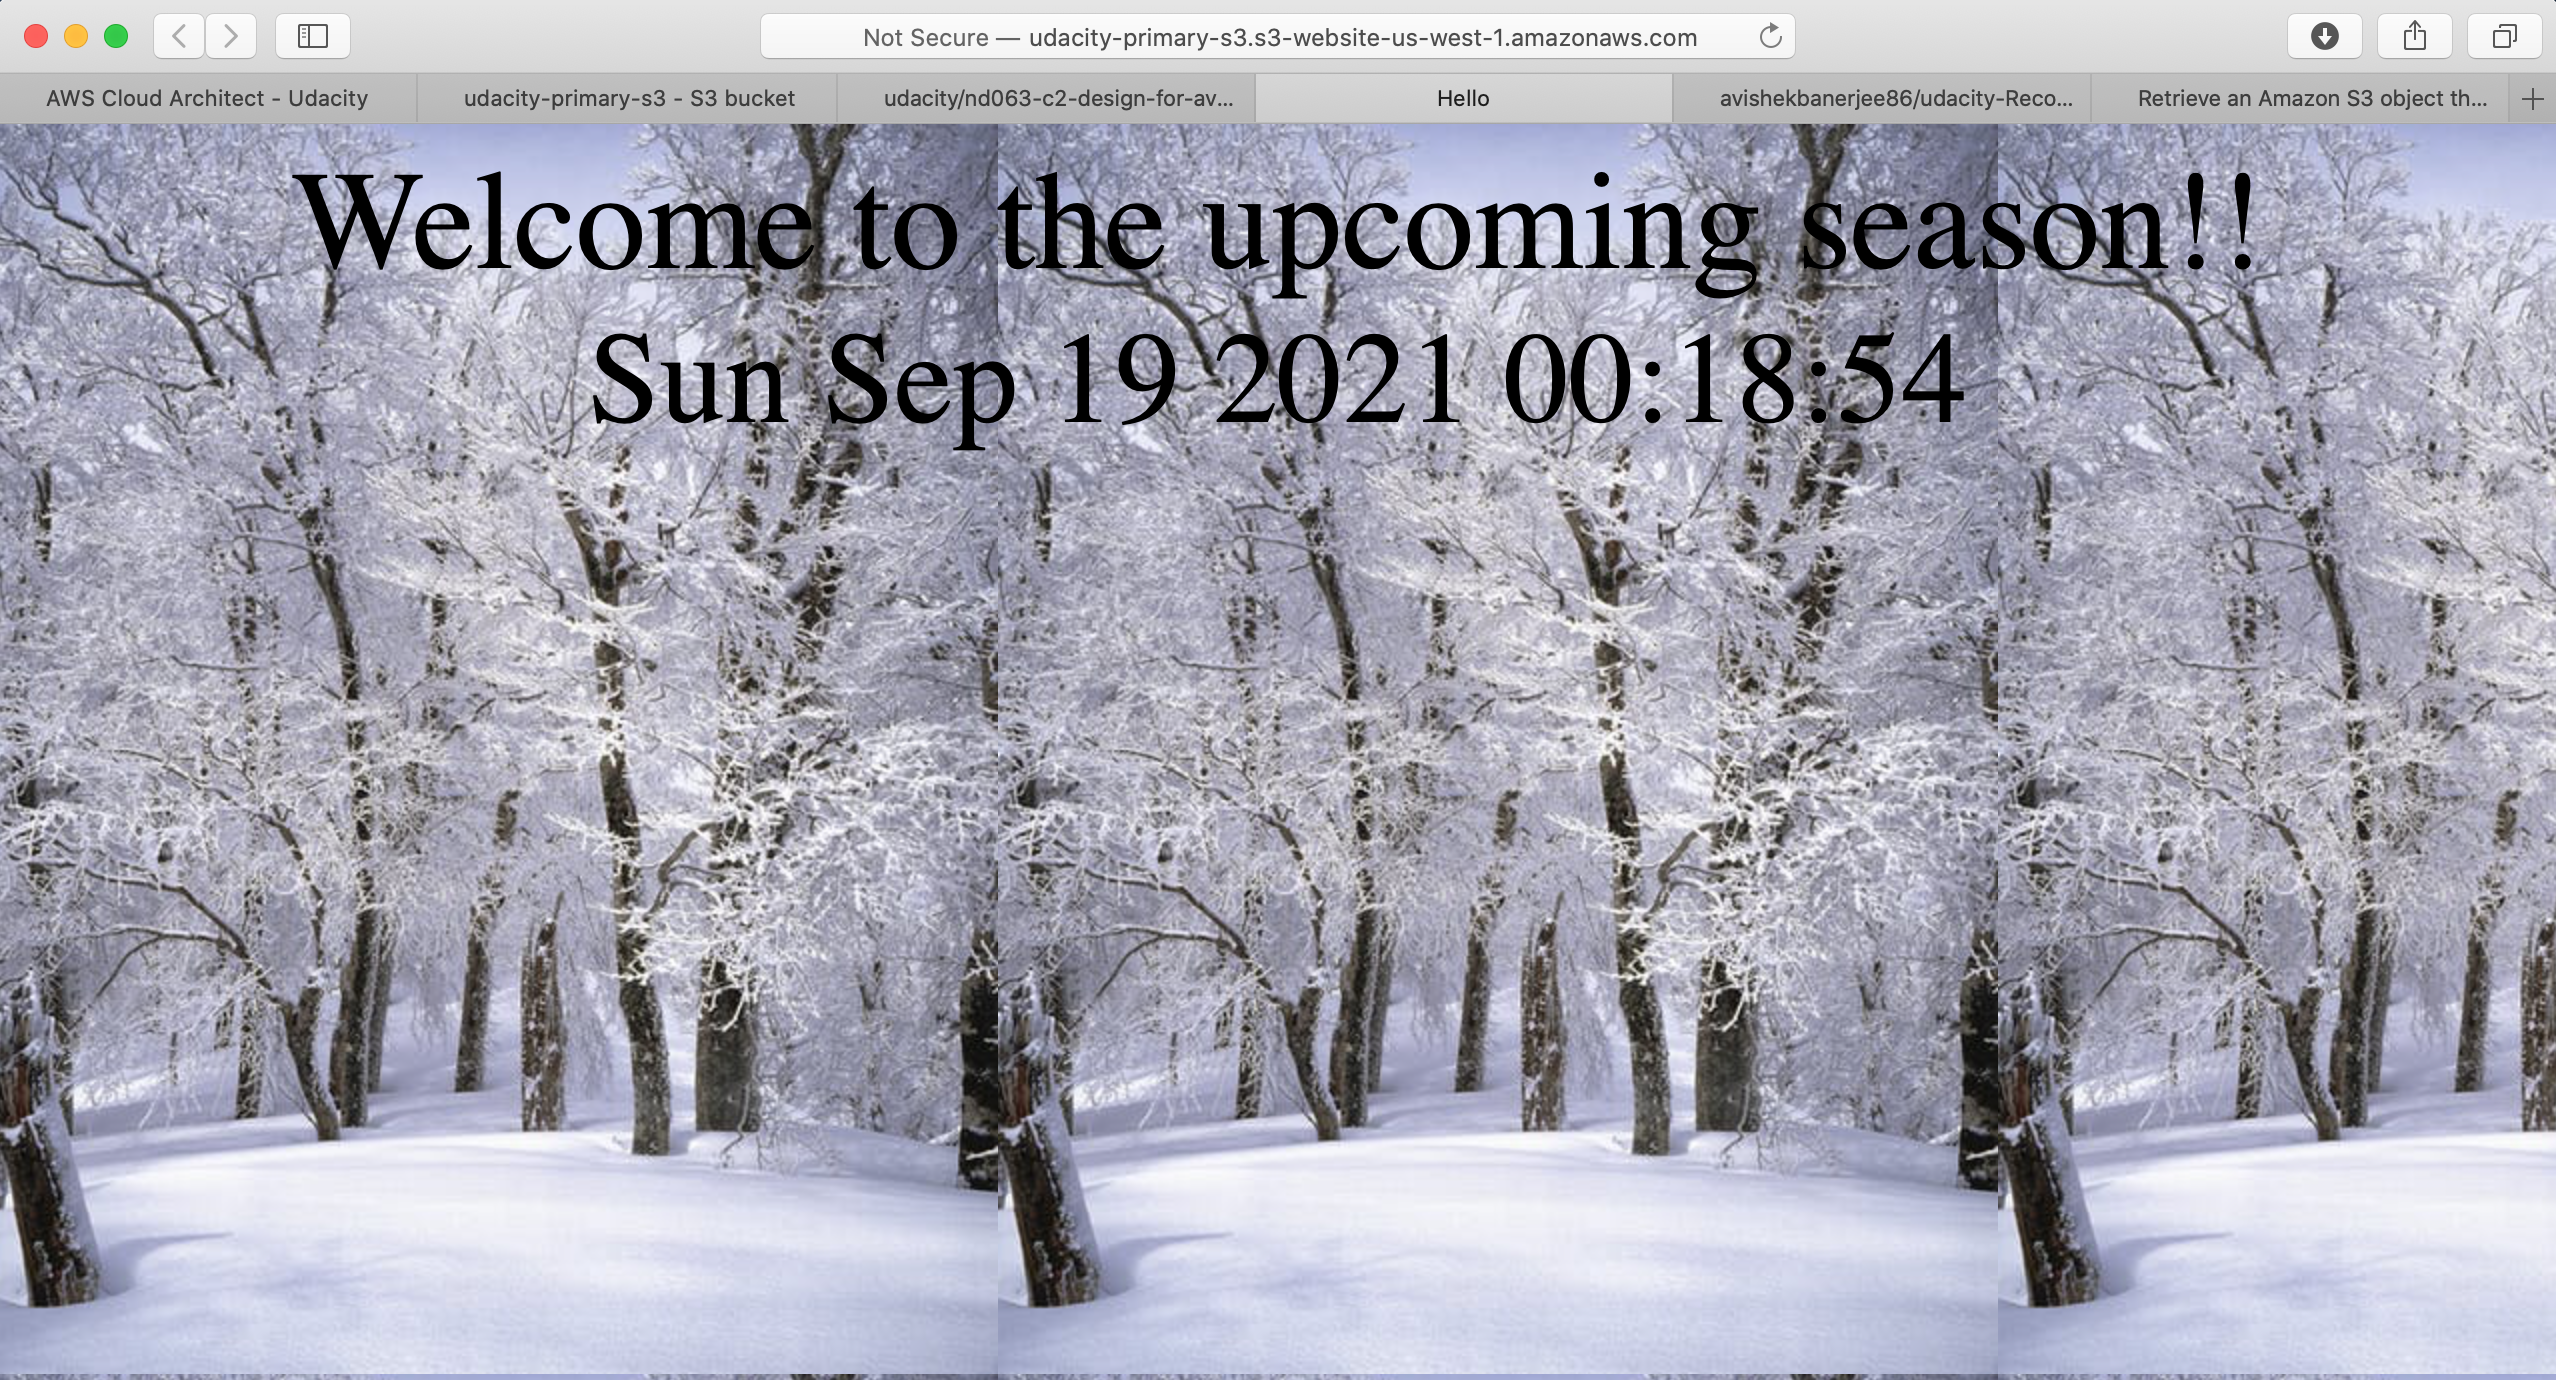 Not Secure — udacity-primary-s3.s3-website-us-west-1.amazonaws.com
AWS Cloud Architect - Udacity
udacity-primary-s3 - S3 bucket
udacity/nd063-c2-design-for-av...
Hello
avishekbanerjee86/udacity-Reco...
Retrieve an Amazon S3 object th...
Welcome to the upcoming season!!
Sun Sep 19 2021 00:18:54